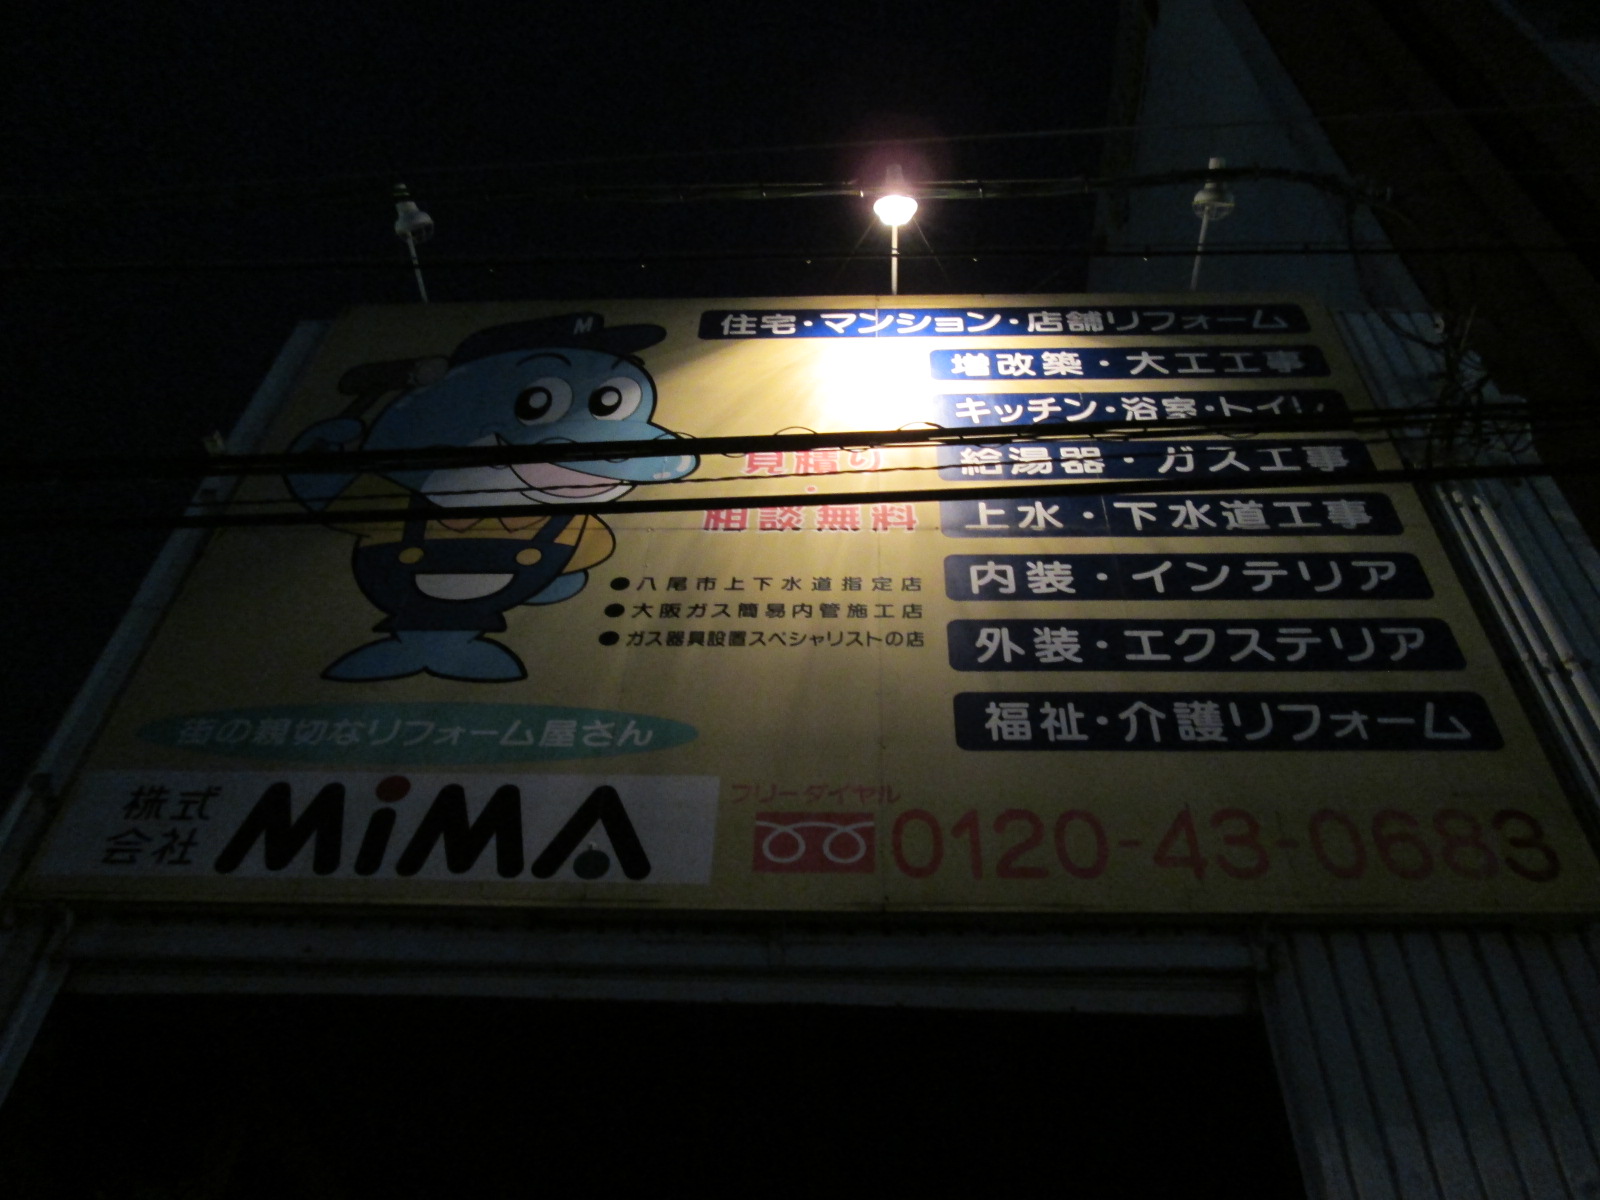 M
住宅・マンション・店舗リフォーム
増改築・大工工事
キッチン・浴室・トイレ
給湯器・ガス工事
上水・下水道工事
内装・インテリア
外装・エクステリア
福祉・介護リフォーム
見積り
・
相談無料
●八尾市上下水道指定店
●大阪ガス簡易内管施工店
●ガス器具設置スペシャリストの店
街の親切なリフォーム屋さん
株式会社 MiMA
フリーダイヤル
0120-43-0683